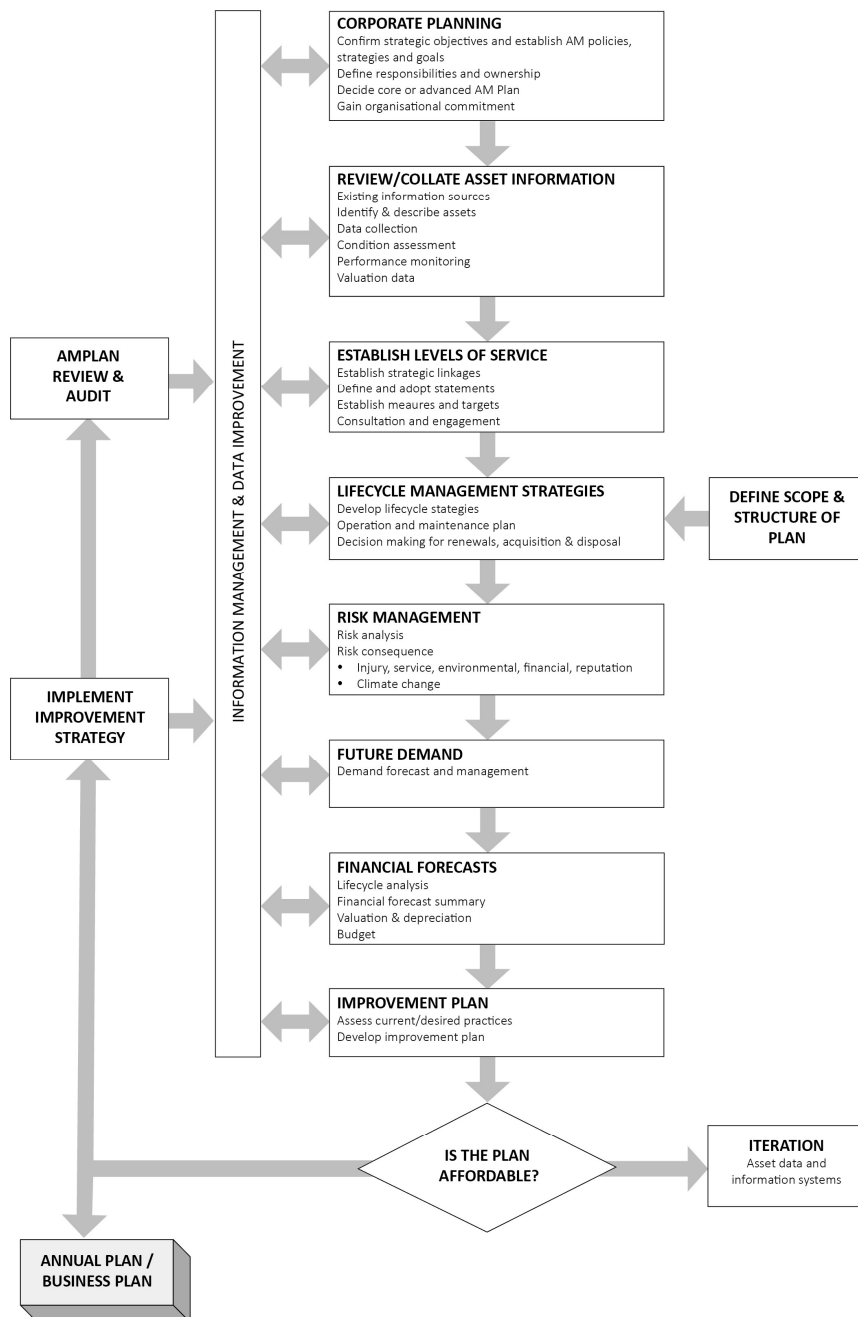 CORPORATE PLANNING
Confirm strategic objectives and establish AM policies,
strategies and goals
Define responsibilities and ownership
Decide core or advanced AM Plan
Gain organisational commitment
REVIEW/COLLATE ASSET INFORMATION
Existing information sources
Identify & describe assets
Data collection
Condition assessment
Performance monitoring
Valuation data
AMPLAN
REVIEW &
AUDIT
INFORMATION MANAGEMENT & DATA IMPROVEMENT
ESTABLISH LEVELS OF SERVICE
Establish strategic linkages
Define and adopt statements
Establish meaures and targets
Consultation and engagement
LIFECYCLE MANAGEMENT STRATEGIES
Develop lifecycle stategies
Operation and maintenance plan
Decision making for renewals, acquisition & disposal
DEFINE SCOPE &
STRUCTURE OF
PLAN
RISK MANAGEMENT
Risk analysis
Risk consequence
• Injury, service, environmental, financial, reputation
• Climate change
IMPLEMENT
IMPROVEMENT
STRATEGY
FUTURE DEMAND
Demand forecast and management
FINANCIAL FORECASTS
Lifecycle analysis
Financial forecast summary
Valuation & depreciation
Budget
IMPROVEMENT PLAN
Assess current/desired practices
Develop improvement plan
IS THE PLAN
AFFORDABLE?
ITERATION
Asset data and
information systems
ANNUAL PLAN /
BUSINESS PLAN